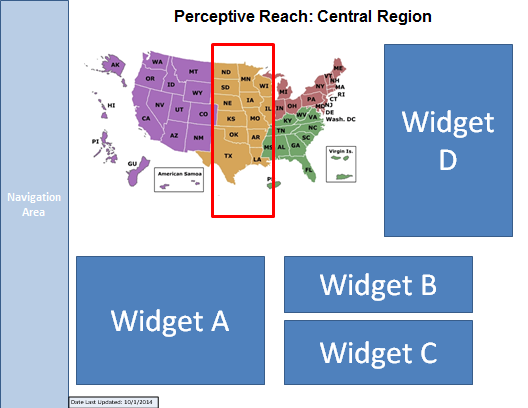 Perceptive Reach: Central Region
AK
WA
MT
ND
MN
ME
VT
NH
OR
ID
SD
WI
MI
MA
RI
WY
CT
NJ
HI
NV
UT
CO
NE
IA
IL
IN
OH
PA
MD
DE
Wash. DC
CA
KS
MO
KY
WV
VA
PI
AZ
NM
OK
AR
TN
NC
SC
TX
LA
MS
AL
GA
Virgin Is.
GU
American Samoa
FL
Widget
D
Navigation
Area
Widget A
Widget B
Widget C
Date Last Updated: 10/1/2014